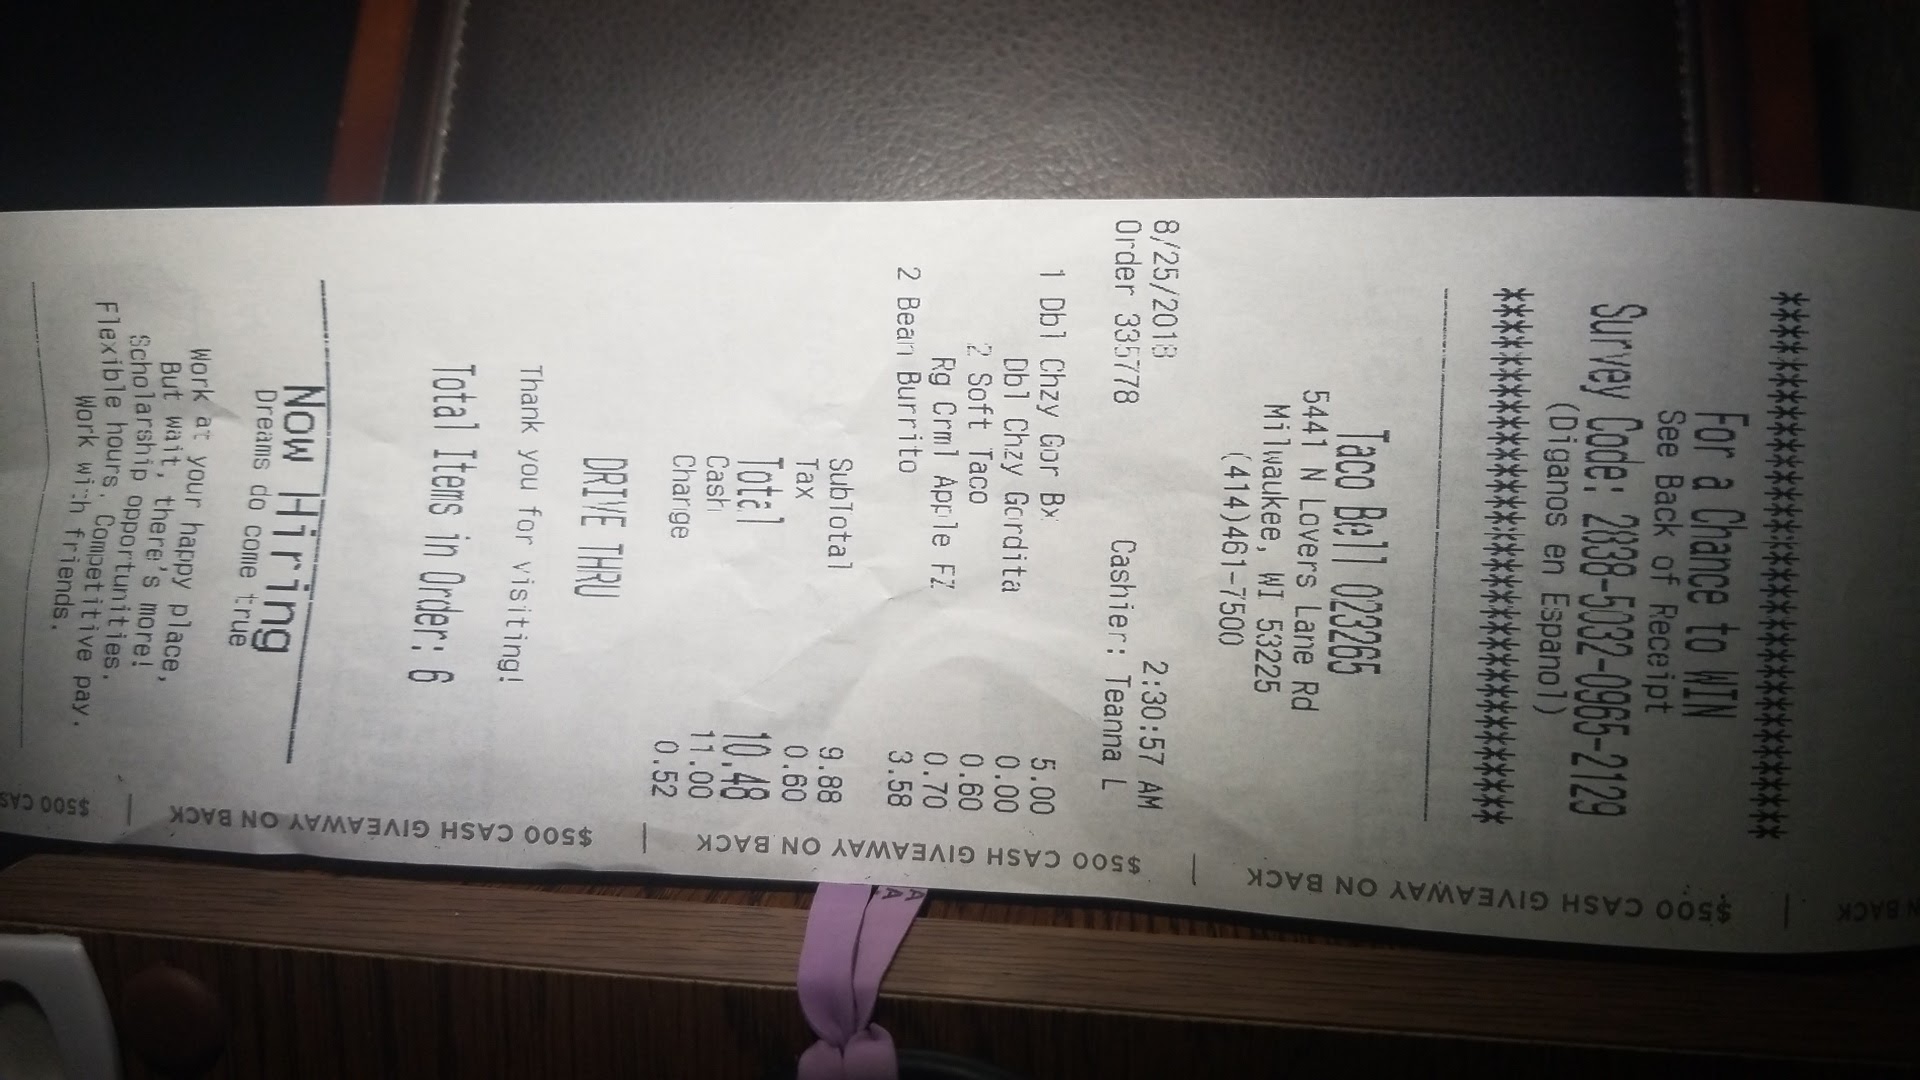 ************************************
For a Chance to WIN
See Back of Receipt
Survey Code: 2838-5032-0965-2129
(Diganos en Espanol)
************************************
Taco Bell 023265
5441 N Lovers Lane Rd
Milwaukee, WI 53225
(414)461-7500
8/25/2018 2:30:57 AM
Order 335778 Cashier: Teanna L
1 Dbl Chzy Gor Bx 5.00
Dbl Chzy Gordita 0.00
2 Soft Taco 0.60
Rg Crml Apple FZ 0.70
2 Bean Burrito 3.58
SubTotal 9.88
Tax 0.60
Total 10.48
Cash 11.00
Change 0.52
DRIVE THRU
Thank you for visiting!
Total Items in Order: 6
Now Hiring
Dreams do come true
Work at your happy place,
But wait, there's more!
Scholarship opportunities.
Flexible hours. Competitive pay.
Work with friends.
N BACK | $500 CASH GIVEAWAY ON BACK | $500 CASH GIVEAWAY ON BACK | $500 CASH GIVEAWAY ON BACK | $500 CAS